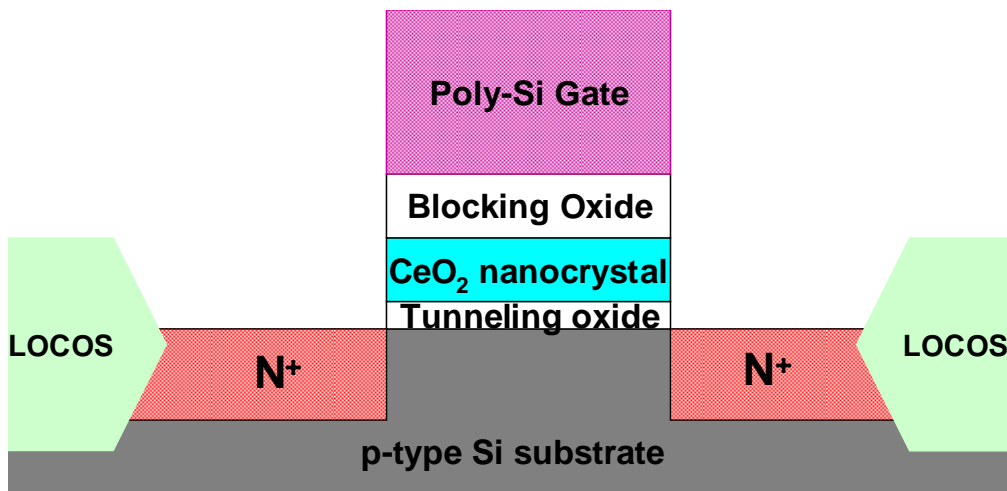 Poly-Si Gate
Blocking Oxide
CeO₂ nanocrystal
Tunneling oxide
LOCOS
N⁺
N⁺
LOCOS
p-type Si substrate